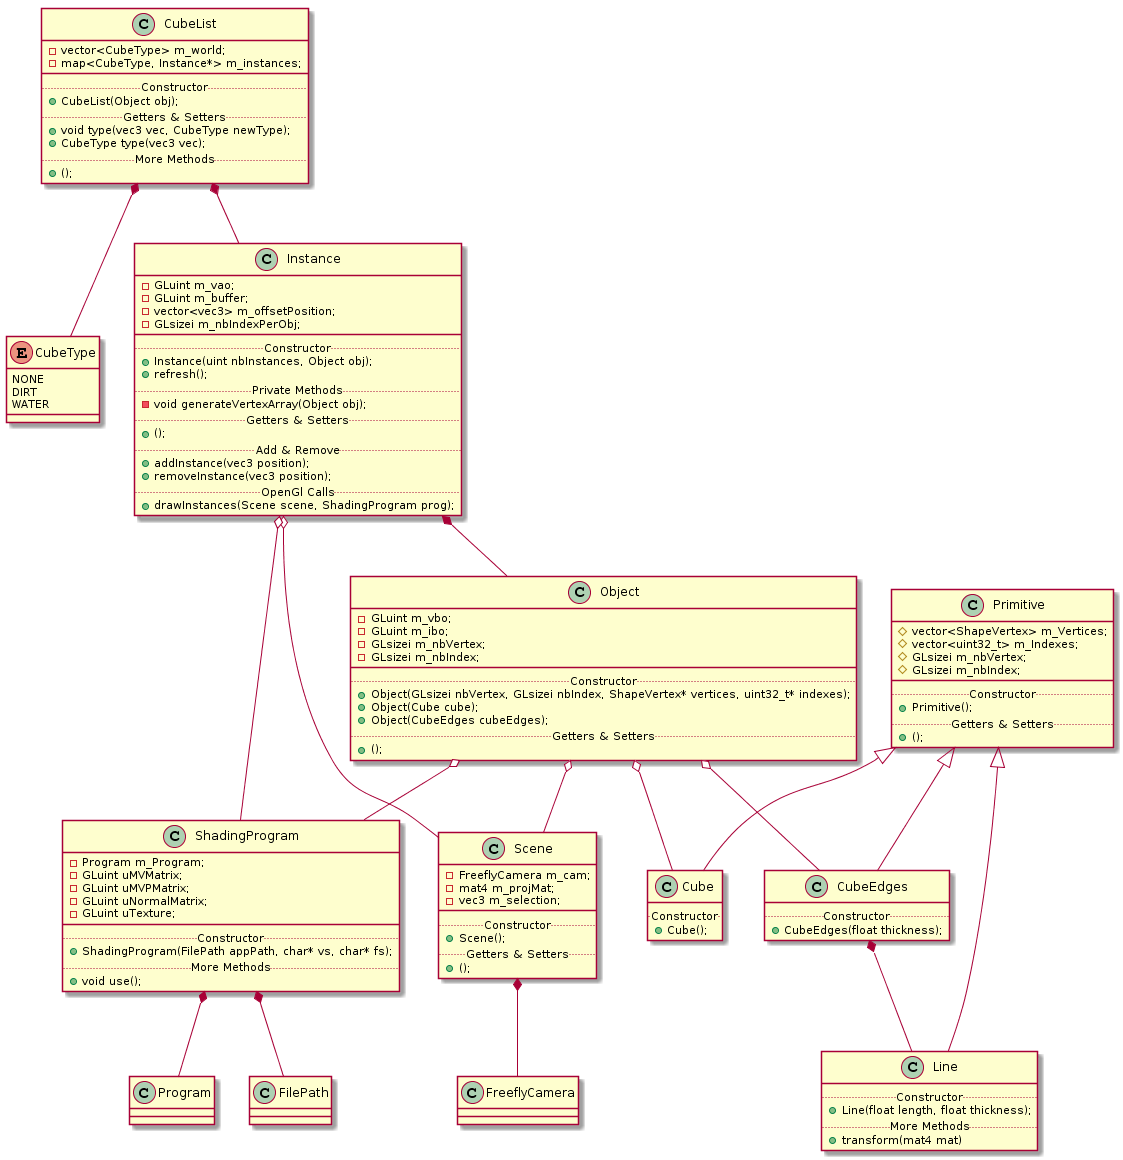 C CubeList
vector<CubeType> m_world;
map<CubeType, Instance*> m_instances;
Constructor
CubeList(Object obj);
Getters & Setters
void type(vec3 vec, CubeType newType);
CubeType type(vec3 vec);
More Methods
();
C Instance
GLuint m_vao;
GLuint m_buffer;
vector<vec3> m_offsetPosition;
GLsizei m_nbIndexPerObj;
Constructor
Instance(uint nbInstances, Object obj);
refresh();
Private Methods
void generateVertexArray(Object obj);
Getters & Setters
();
Add & Remove
addInstance(vec3 position);
removeInstance(vec3 position);
OpenGl Calls
drawInstances(Scene scene, ShadingProgram prog);
E CubeType
NONE
DIRT
WATER
C Object
GLuint m_vbo;
GLuint m_ibo;
GLsizei m_nbVertex;
GLsizei m_nbIndex;
Constructor
Object(GLsizei nbVertex, GLsizei nbIndex, ShapeVertex* vertices, uint32_t* indexes);
Object(Cube cube);
Object(CubeEdges cubeEdges);
Getters & Setters
();
C Primitive
vector<ShapeVertex> m_Vertices;
vector<uint32_t> m_Indexes;
GLsizei m_nbVertex;
GLsizei m_nbIndex;
Constructor
Primitive();
Getters & Setters
();
C ShadingProgram
Program m_Program;
GLuint uMVMatrix;
GLuint uMVPMatrix;
GLuint uNormalMatrix;
GLuint uTexture;
Constructor
ShadingProgram(FilePath appPath, char* vs, char* fs);
More Methods
void use();
C Scene
FreeflyCamera m_cam;
mat4 m_projMat;
vec3 m_selection;
Constructor
Scene();
Getters & Setters
();
C Cube
Constructor
Cube();
C CubeEdges
Constructor
CubeEdges(float thickness);
C Program
C FilePath
C FreeflyCamera
C Line
Constructor
Line(float length, float thickness);
More Methods
transform(mat4 mat)